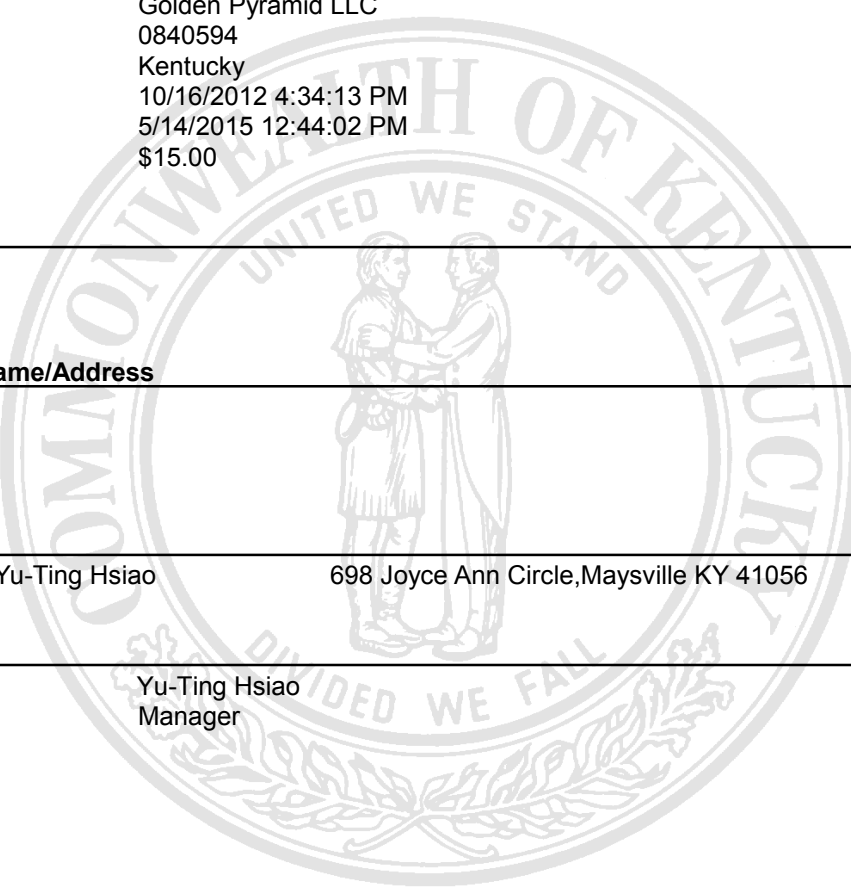 Golden Pyramid LLC
0840594
Kentucky
10/16/2012 4:34:13 PM
5/14/2015 12:44:02 PM
$15.00
COMMONWEALTH OF KENTUCKY
UNITED WE STAND
ame/Address
Yu-Ting Hsiao 698 Joyce Ann Circle,Maysville KY 41056
DIVIDED WE FALL
Yu-Ting Hsiao
Manager